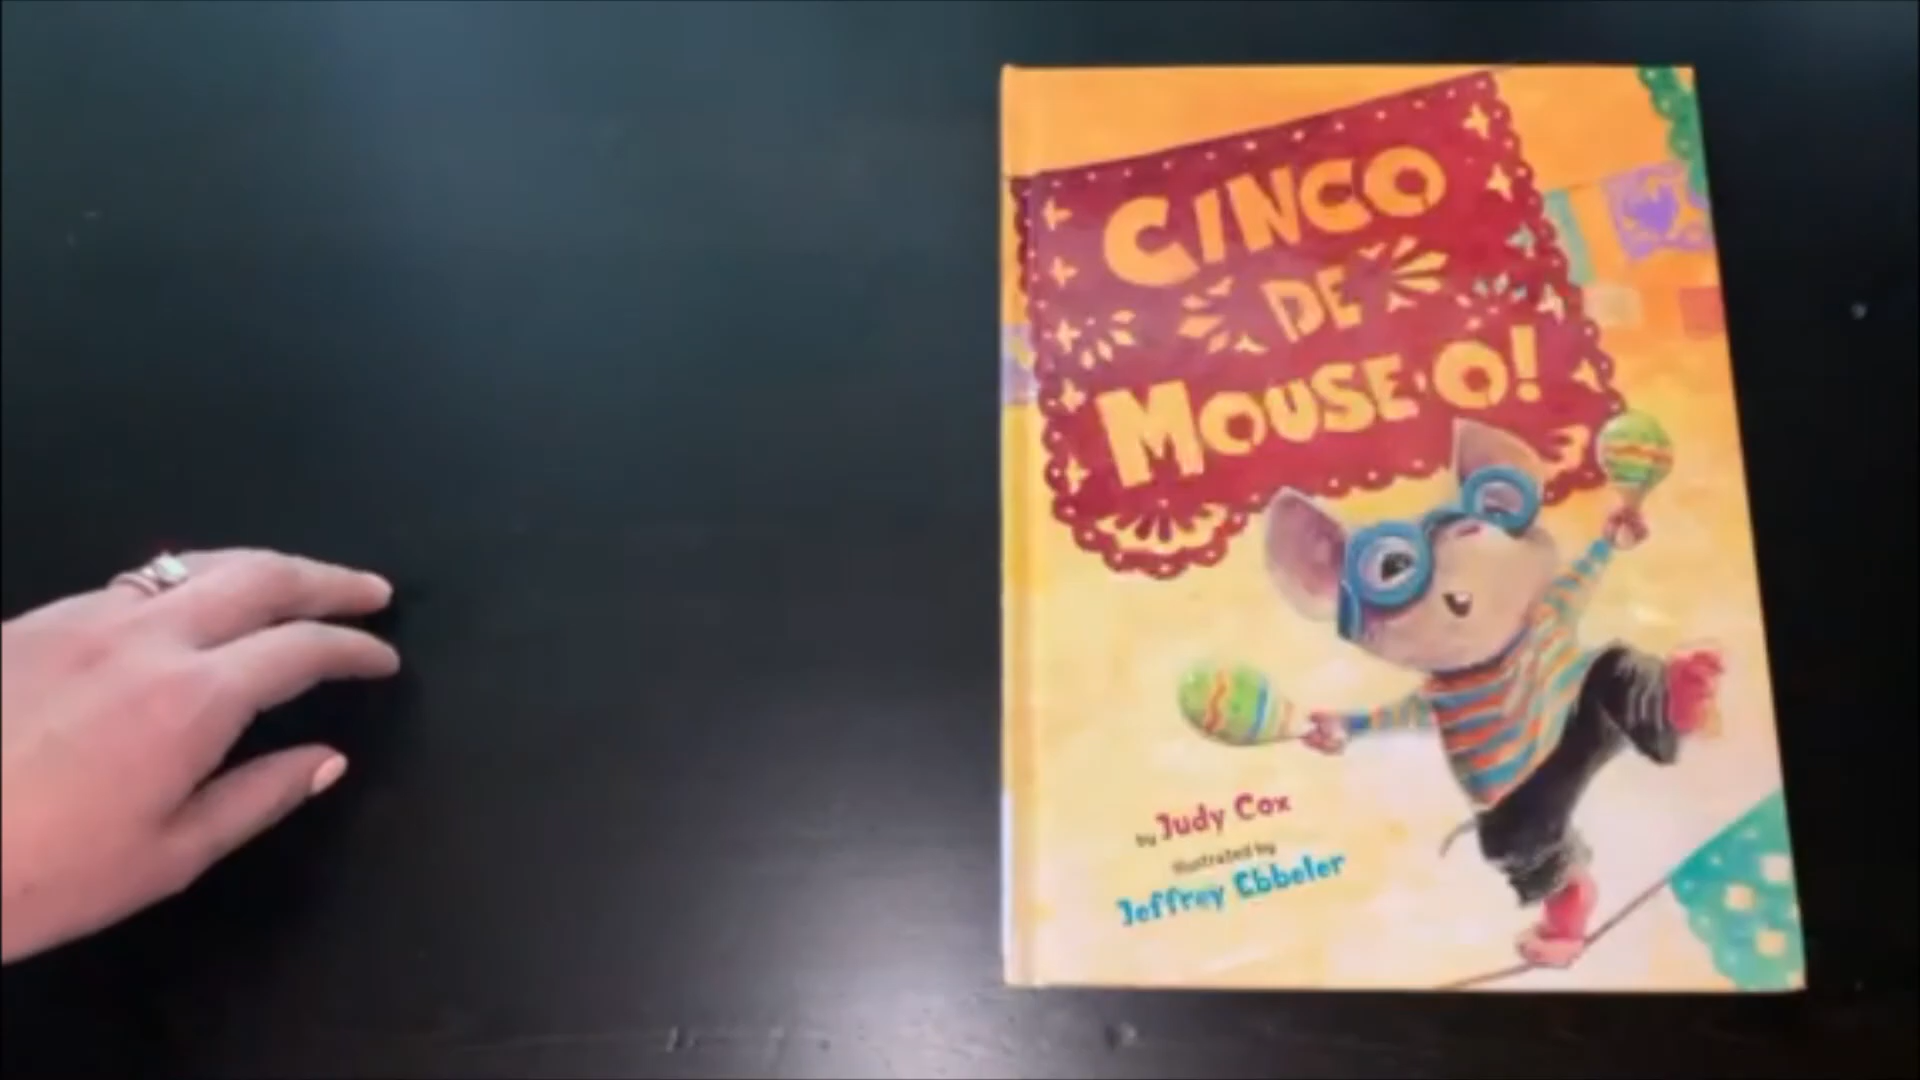 CINCO
DE
MOUSE-O!
by Judy Cox
illustrated by
Jeffrey Ebbeler